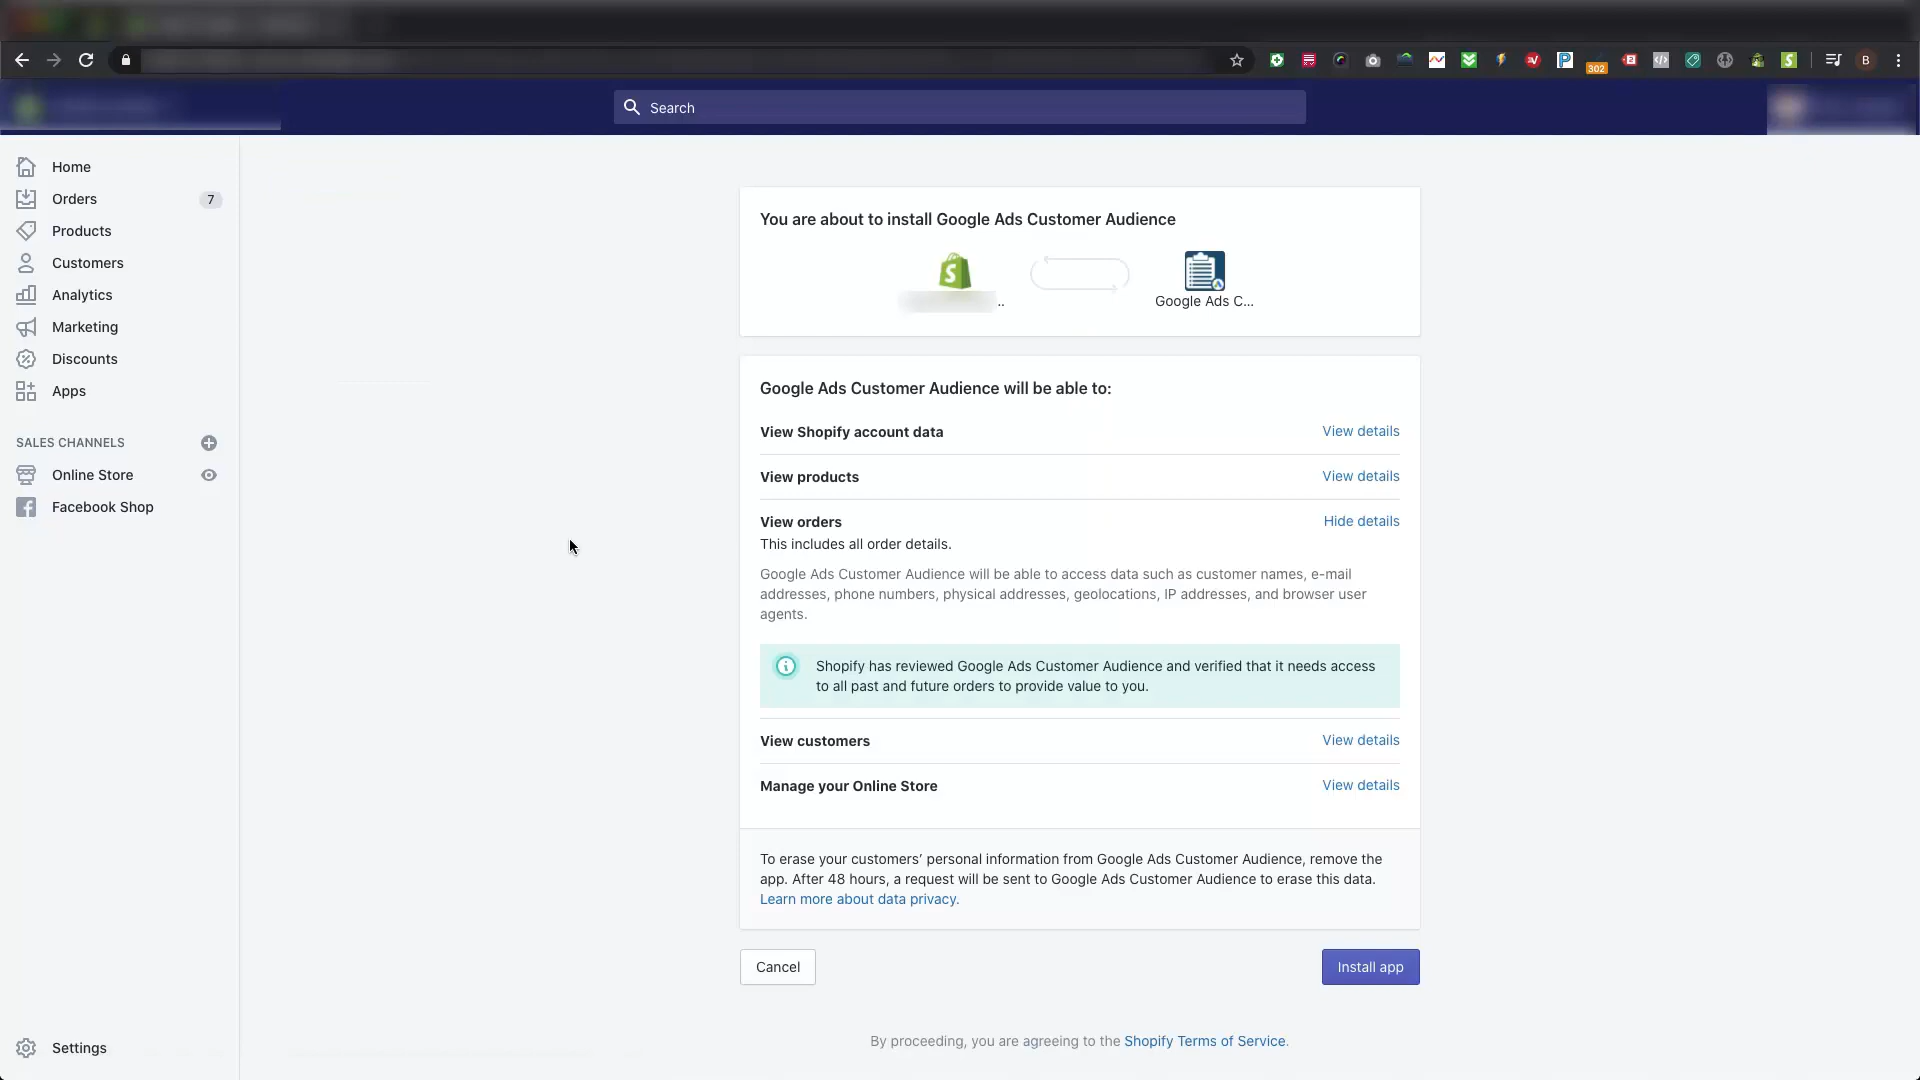 302
B
Search
Home
Orders 7
Products
Customers
Analytics
Marketing
Discounts
Apps
SALES CHANNELS
Online Store
Facebook Shop
Settings
You are about to install Google Ads Customer Audience
.. Google Ads C...
Google Ads Customer Audience will be able to:
View Shopify account data View details
View products View details
View orders Hide details
This includes all order details.
Google Ads Customer Audience will be able to access data such as customer names, e-mail
addresses, phone numbers, physical addresses, geolocations, IP addresses, and browser user
agents.
Shopify has reviewed Google Ads Customer Audience and verified that it needs access
to all past and future orders to provide value to you.
View customers View details
Manage your Online Store View details
To erase your customers’ personal information from Google Ads Customer Audience, remove the
app. After 48 hours, a request will be sent to Google Ads Customer Audience to erase this data.
Learn more about data privacy.
Cancel Install app
By proceeding, you are agreeing to the Shopify Terms of Service.